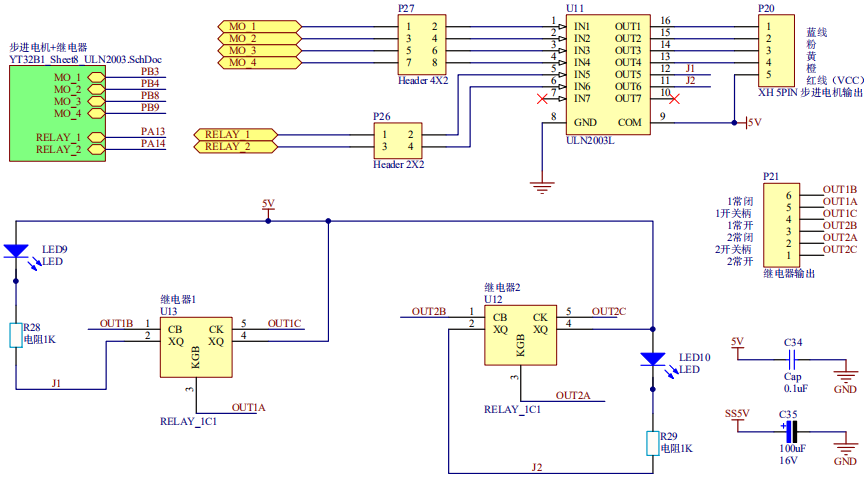 步进电机+继电器
YT32B1_Sheet8_ULN2003.SchDoc
MO_1 PB3
MO_2 PB4
MO_3 PB8
MO_4 PB9
RELAY_1 PA13
RELAY_2 PA14
P27
MO_1 1 2
MO_2 3 4
MO_3 5 6
MO_4 7 8
Header 4X2
P26
RELAY_1 1 2
RELAY_2 3 4
Header 2X2
U11
1 IN1 OUT1 16
2 IN2 OUT2 15
3 IN3 OUT3 14
4 IN4 OUT4 13
5 IN5 OUT5 12 J1
6 IN6 OUT6 11 J2
7 IN7 OUT7 10
8 GND COM 9
ULN2003L
5V
P20
1 蓝线
2 粉
3 黄
4 橙
5 红线（VCC）
XH 5PIN 步进电机输出
P21
1常闭 6 OUT1B
1开关柄 5 OUT1A
1常开 4 OUT1C
2常闭 3 OUT2B
2开关柄 2 OUT2A
2常开 1 OUT2C
继电器输出
5V
LED9
LED
R28
电阻1K
J1
继电器1
U13
OUT1B 1 CB CK 5 OUT1C
2 XQ XQ 4
KGB
3
OUT1A
RELAY_1C1
继电器2
U12
OUT2B 1 CB CK 5 OUT2C
2 XQ XQ 4
KGB
3
OUT2A
RELAY_1C1
LED10
LED
R29
电阻1K
J2
5V
C34
Cap
0.1uF
GND
SS5V
C35
+
100uF
16V
GND